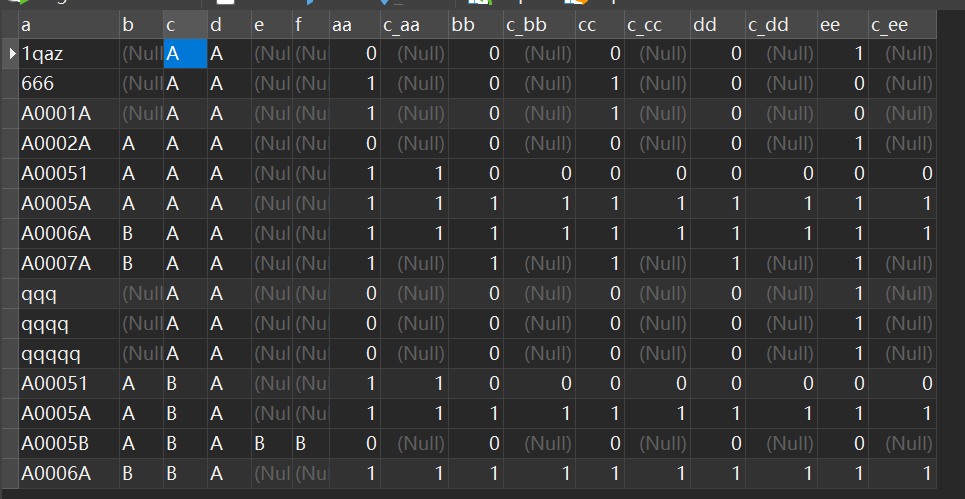 a b c d e f aa c_aa bb c_bb cc c_cc dd c_dd ee c_ee
1qaz (Null A A (Nul (Nu 0 (Null) 0 (Null) 0 (Null) 0 (Null) 1 (Null)
666 (Null A A (Nul (Nu 1 (Null) 0 (Null) 1 (Null) 0 (Null) 0 (Null)
A0001A (Null A A (Nul (Nu 1 (Null) 0 (Null) 1 (Null) 0 (Null) 0 (Null)
A0002A A A A (Nul (Nu 0 (Null) 0 (Null) 0 (Null) 0 (Null) 1 (Null)
A00051 A A A (Nul (Nu 1 1 0 0 0 0 0 0 0 0
A0005A A A A (Nul (Nu 1 1 1 1 1 1 1 1 1 1
A0006A B A A (Nul (Nu 1 1 1 1 1 1 1 1 1 1
A0007A B A A (Nul (Nu 1 (Null) 1 (Null) 1 (Null) 1 (Null) 1 (Null)
qqq (Null A A (Nul (Nu 0 (Null) 0 (Null) 0 (Null) 0 (Null) 1 (Null)
qqqq (Null A A (Nul (Nu 0 (Null) 0 (Null) 0 (Null) 0 (Null) 1 (Null)
qqqqq (Null A A (Nul (Nu 0 (Null) 0 (Null) 0 (Null) 0 (Null) 1 (Null)
A00051 A B A (Nul (Nu 1 1 0 0 0 0 0 0 0 0
A0005A A B A (Nul (Nu 1 1 1 1 1 1 1 1 1 1
A0005B A B A B B 0 (Null) 0 (Null) 0 (Null) 0 (Null) 0 (Null)
A0006A B B A (Nul (Nu 1 1 1 1 1 1 1 1 1 1